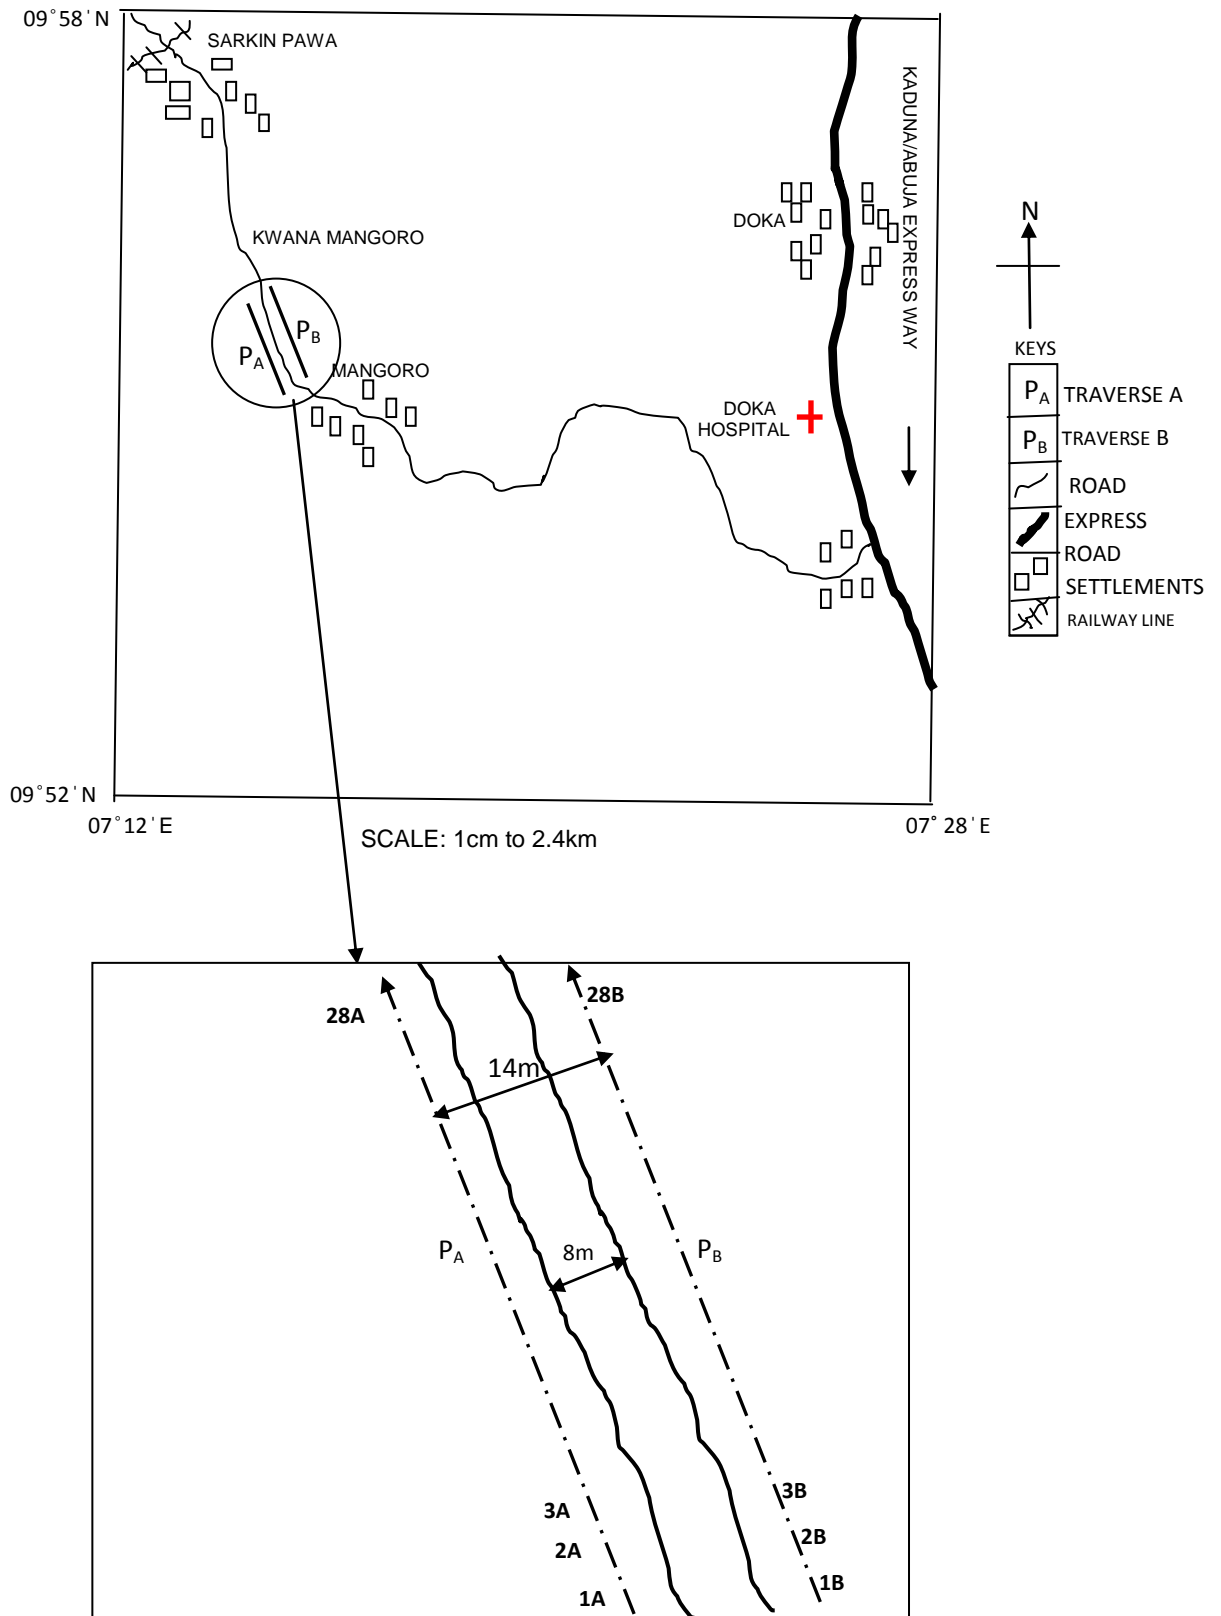 09°58'N
SARKIN PAWA
KADUNA/ABUJA EXPRESS WAY
DOKA
N
KWANA MANGORO
PB
PA
MANGORO
DOKA
HOSPITAL
KEYS
PA TRAVERSE A
PB TRAVERSE B
ROAD
EXPRESS
ROAD
SETTLEMENTS
RAILWAY LINE
09°52'N
07°12'E
07°28'E
SCALE: 1cm to 2.4km
28A
28B
14m
PA
8m
PB
3A
3B
2A
2B
1A
1B